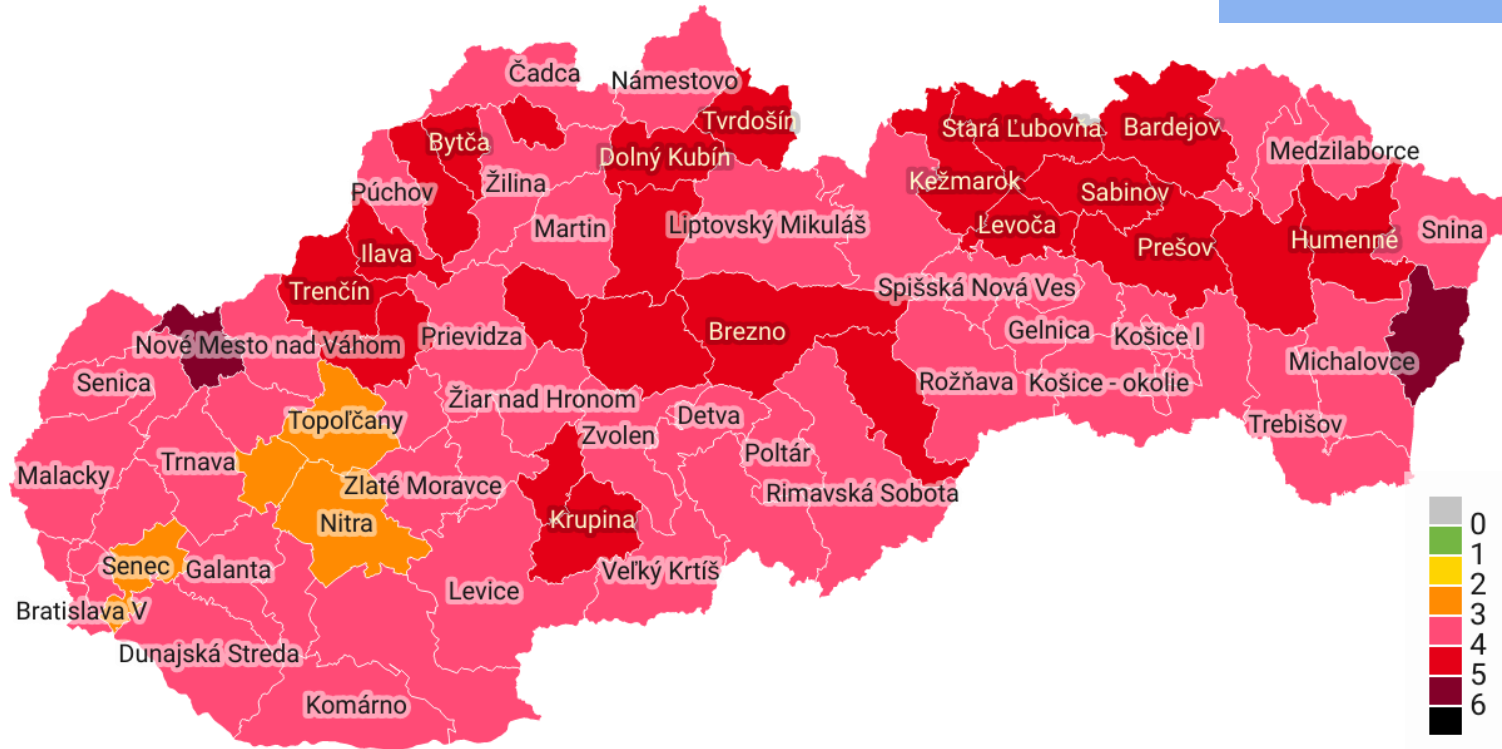 Čadca
Námestovo
Tvrdošín
Bytča
Dolný Kubín
Stará Ľubovňa
Bardejov
Medzilaborce
Púchov
Žilina
Kežmarok
Sabinov
Martin
Liptovský Mikuláš
Levoča
Prešov
Humenné
Snina
Ilava
Trenčín
Spišská Nová Ves
Nové Mesto nad Váhom
Prievidza
Brezno
Gelnica
Košice I
Michalovce
Senica
Žiar nad Hronom
Rožňava
Košice - okolie
Topoľčany
Zvolen
Detva
Trebišov
Malacky
Trnava
Zlaté Moravce
Poltár
Rimavská Sobota
Nitra
Krupina
Senec
Galanta
Levice
Veľký Krtíš
Bratislava V
Dunajská Streda
Komárno
0
1
2
3
4
5
6